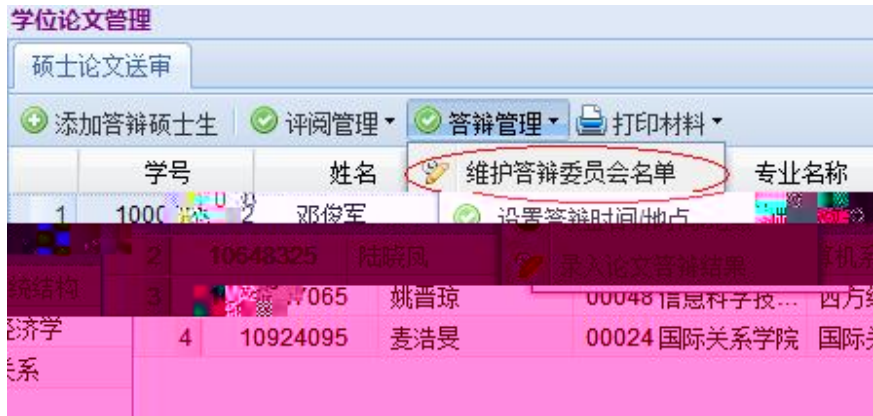 学位论文管理
硕士论文送审
添加答辩硕士生 评阅管理 答辩管理 打印材料
学号 姓名 维护答辩委员会名单 专业名称
1 邓俊军 设置答辩时间/地点
2 10648325 陆晓凤 录入论文答辩结果
统结构 3 065 姚晋琼 00048 信息科学技...
经济学 4 10924095 麦浩旻 00024 国际关系学院 国际
关系